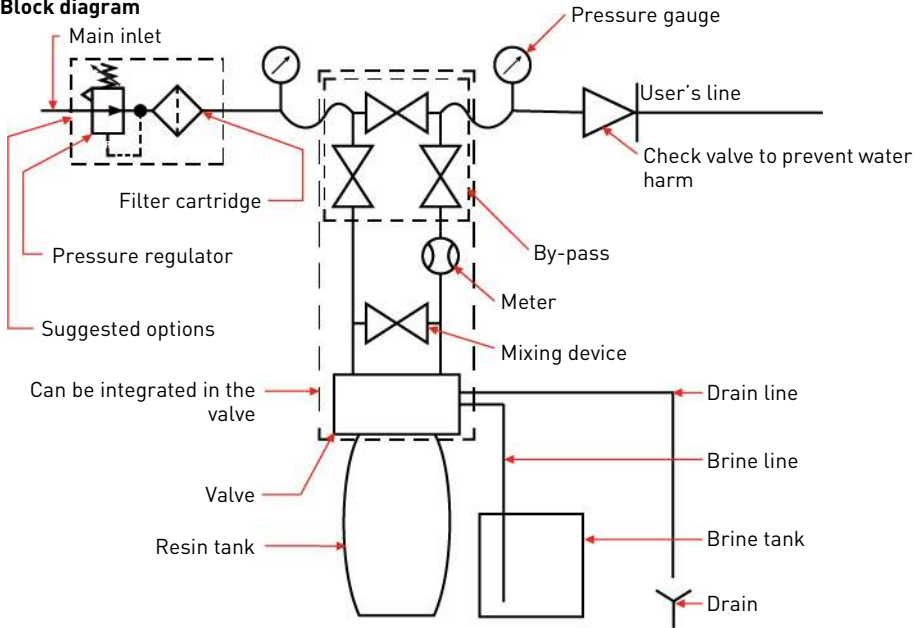 Block diagram
Pressure gauge
Main inlet
User's line
Check valve to prevent water
harm
Filter cartridge
By-pass
Pressure regulator
Meter
Suggested options
Mixing device
Can be integrated in the
valve
Drain line
Brine line
Valve
Resin tank
Brine tank
Drain